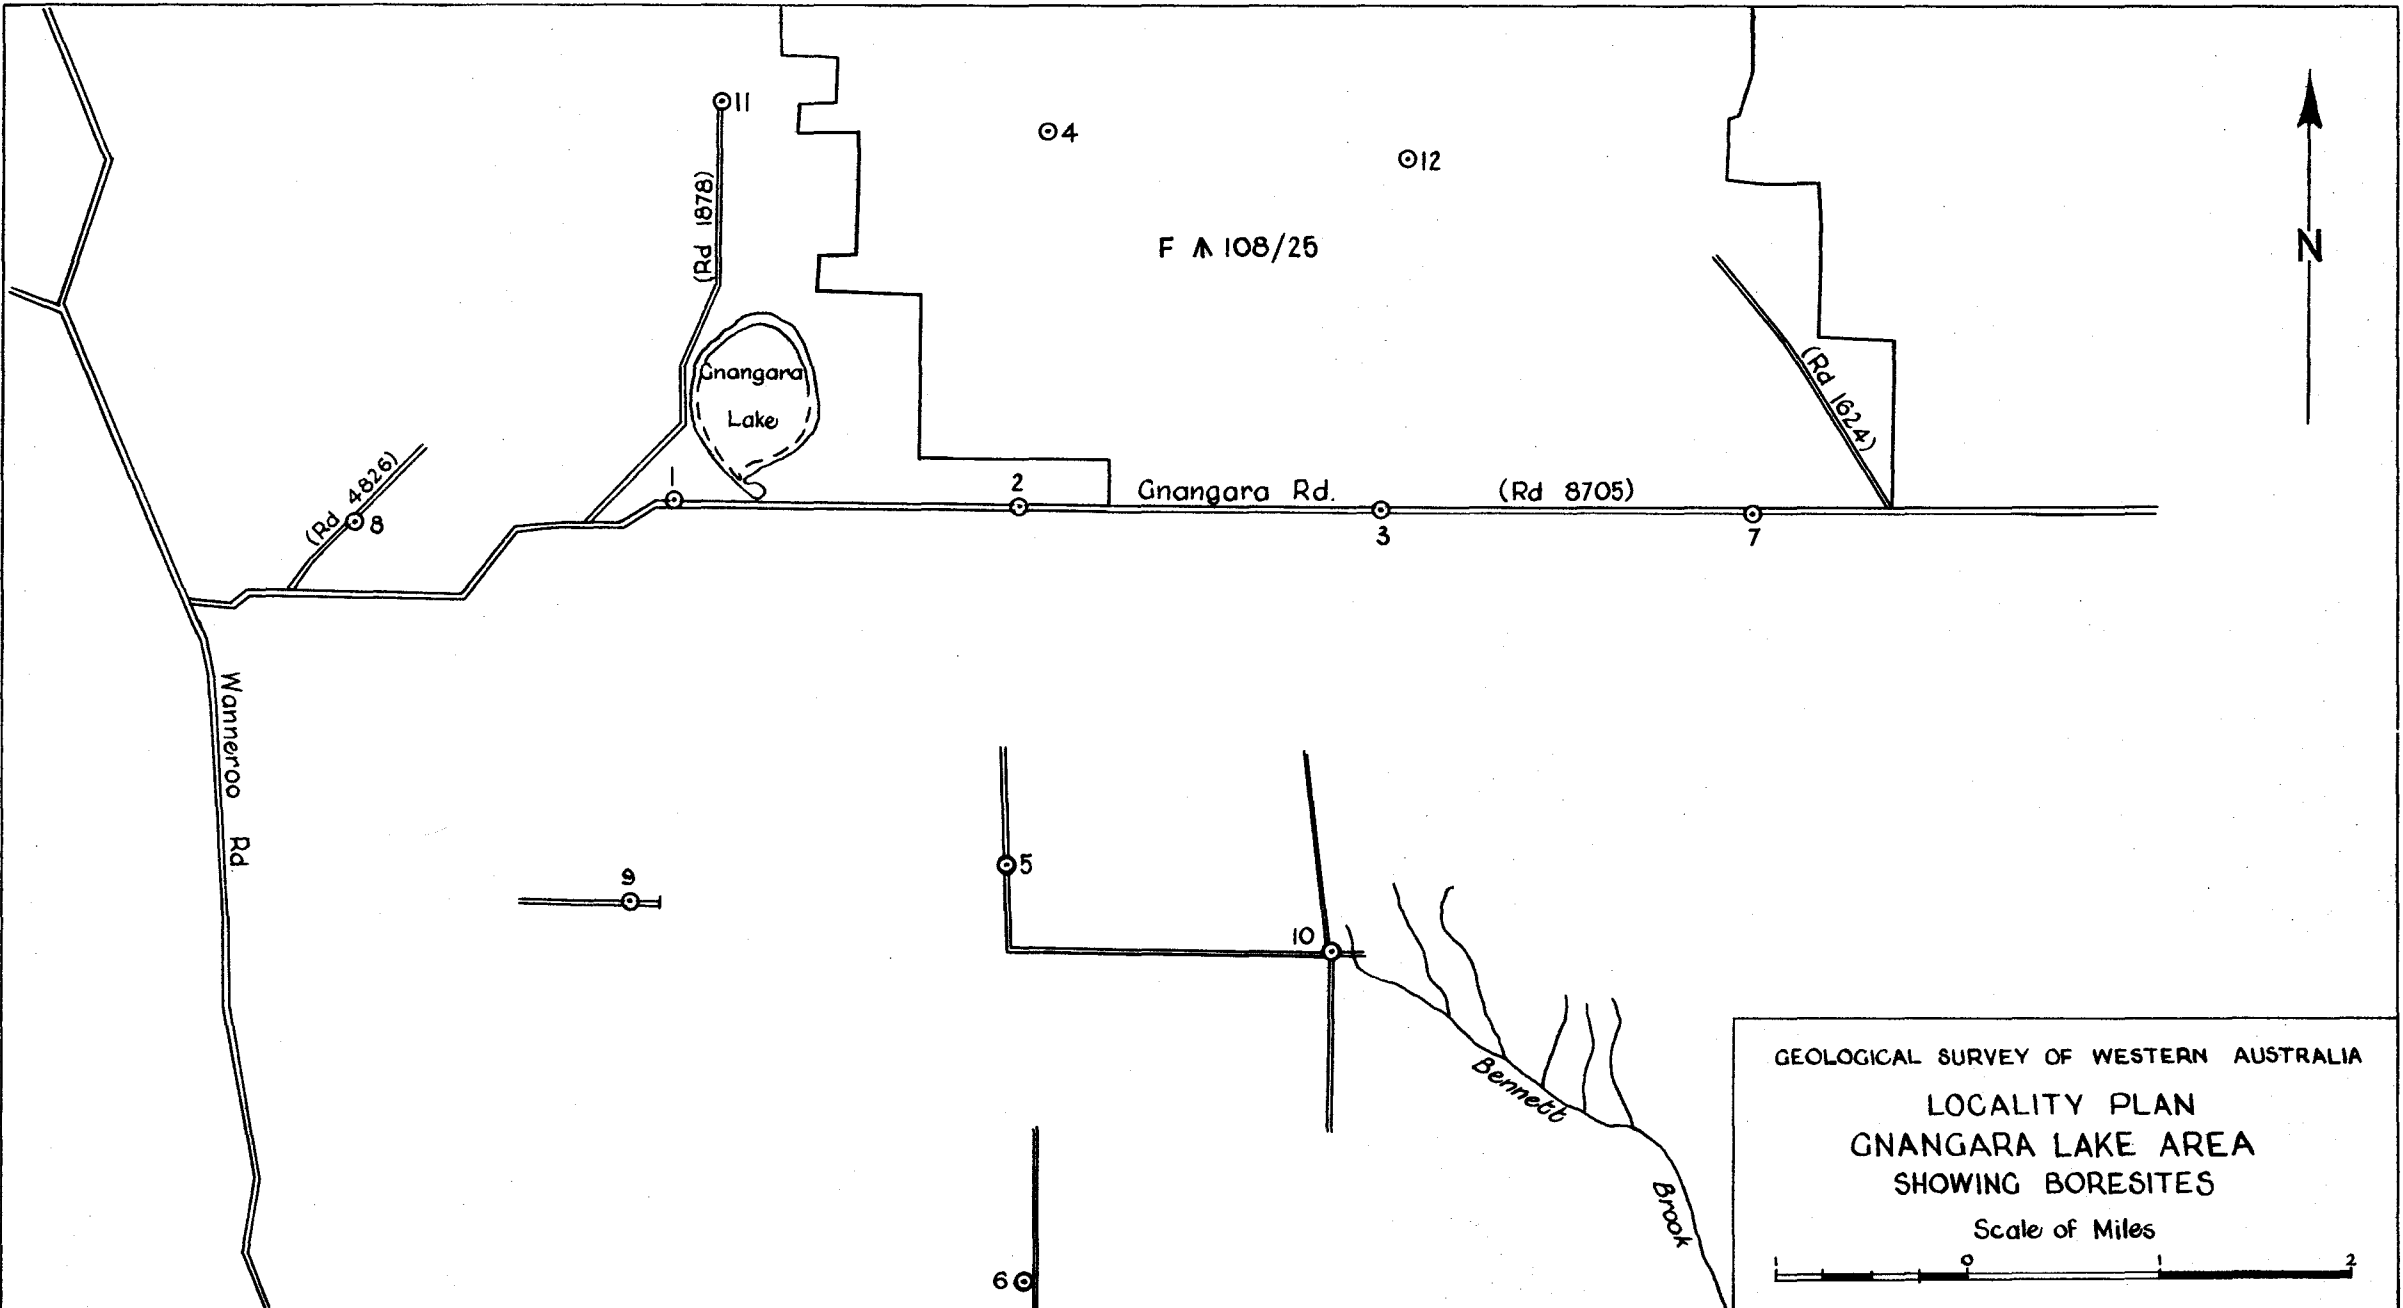 11
4
12
(Rd 1878)
F 108/25
N
Gnangara
Lake
(Rd 1624)
(Rd 4826)
8
1
2
Gnangara Rd. (Rd 8705)
3
7
Wanneroo Rd.
5
9
10
Bennett
Brook
6
GEOLOGICAL SURVEY OF WESTERN AUSTRALIA
LOCALITY PLAN
GNANGARA LAKE AREA
SHOWING BORESITES
Scale of Miles
1 0 1 2